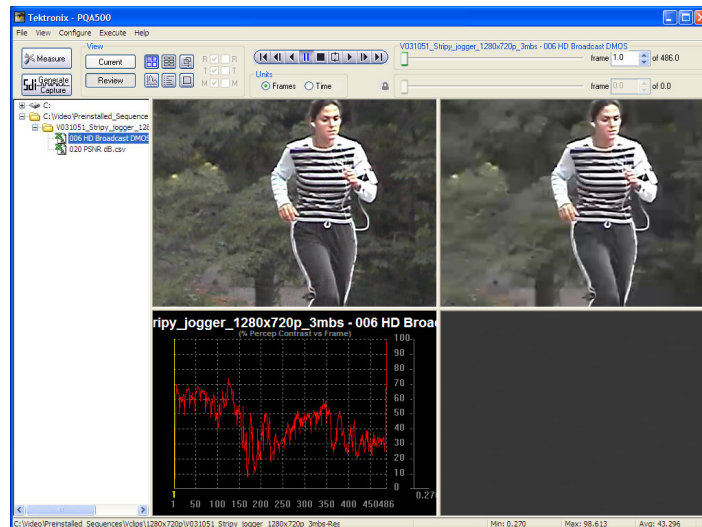 Tektronix - PQA500
File View Configure Execute Help
Measure
Generate
Capture
View
Current
Review
R R
T T
M M
Units
Frames Time
V031051_Stripy_jogger_1280x720p_3mbs - 006 HD Broadcast DMOS
frame 1.0 of 486.0
frame 0.0 of 0.0
C:
C:\Video\Preinstalled_Sequence
V031051_Stripy_jogger_128
006 HD Broadcast DMOS
020 PSNR dB.csv
ripy_jogger_1280x720p_3mbs - 006 HD Broad
(% Percep Contrast vs Frame)
100
90
80
70
60
50
40
30
20
10
0
0.270
1
1 50 100 150 200 250 300 350 400 450486
C:\Video\Preinstalled_Sequences\Vclips\1280x720p\V031051_Stripy_jogger_1280x720p_3mbs-Res
Min: 0.270 Max: 98.613 Avg: 43.296